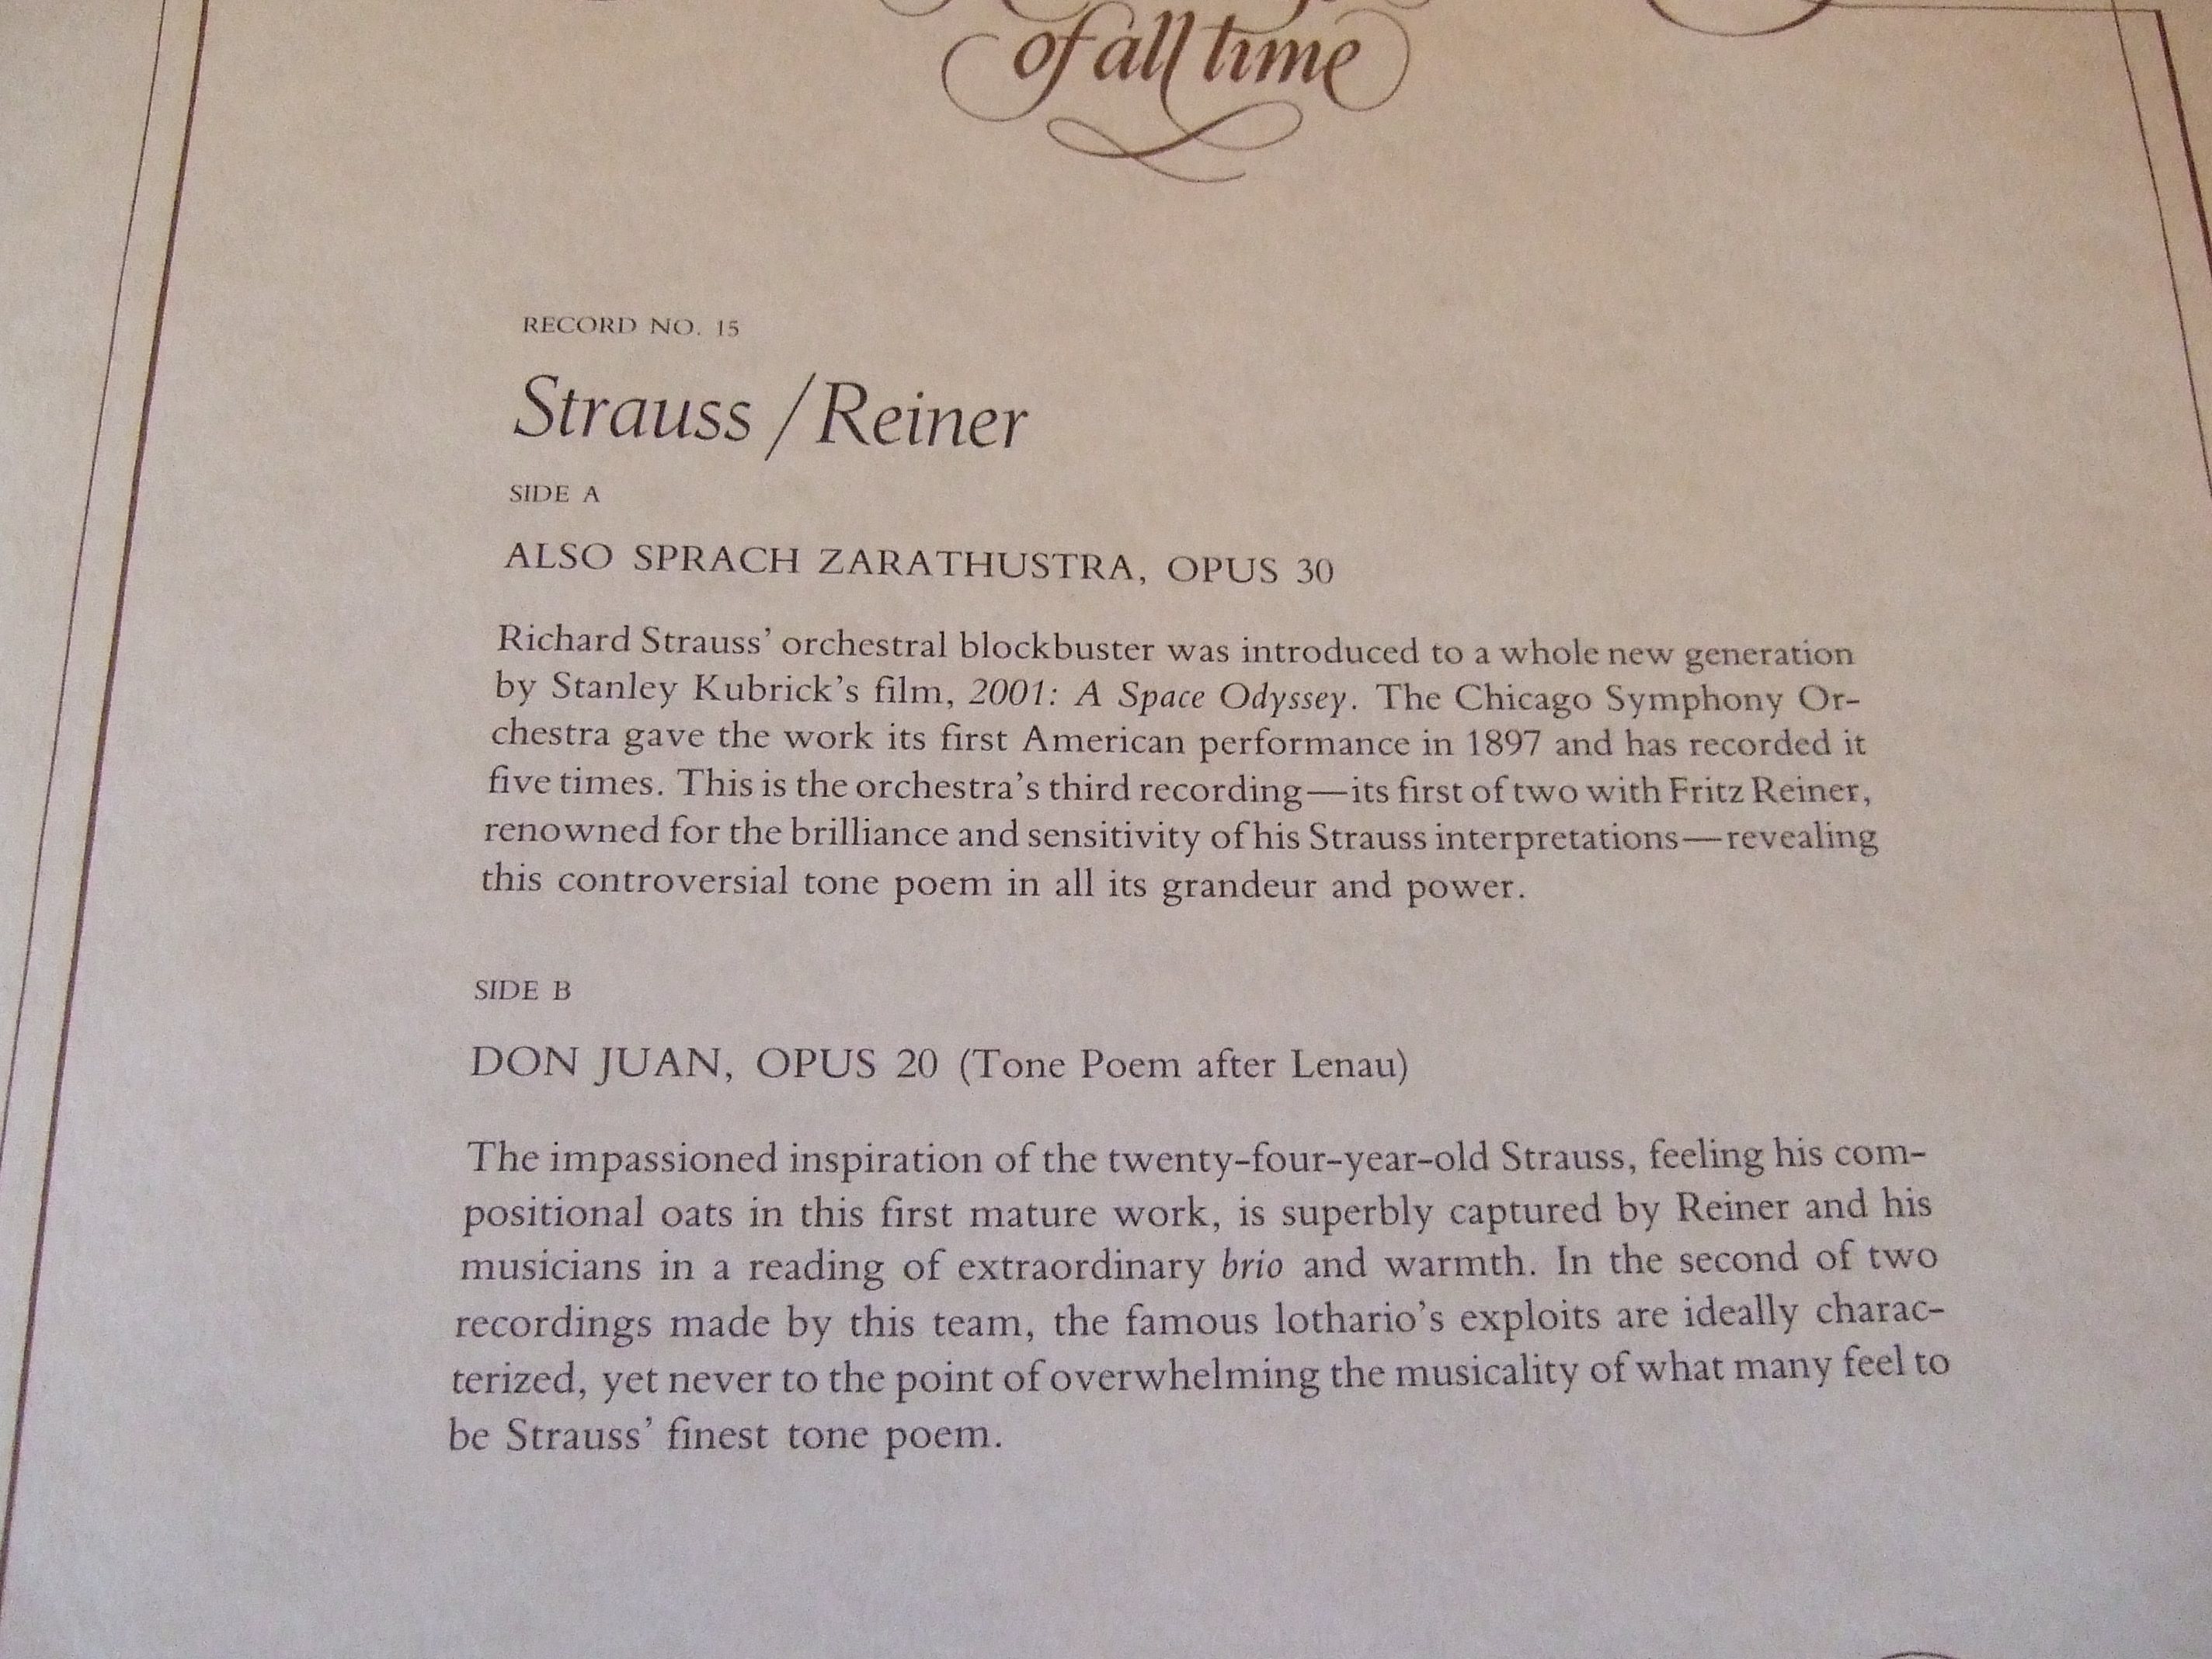 of all time
RECORD NO. 15
Strauss / Reiner
SIDE A
ALSO SPRACH ZARATHUSTRA, OPUS 30
Richard Strauss’ orchestral blockbuster was introduced to a whole new generation
by Stanley Kubrick’s film, 2001: A Space Odyssey. The Chicago Symphony Or-
chestra gave the work its first American performance in 1897 and has recorded it
five times. This is the orchestra’s third recording—its first of two with Fritz Reiner,
renowned for the brilliance and sensitivity of his Strauss interpretations—revealing
this controversial tone poem in all its grandeur and power.
SIDE B
DON JUAN, OPUS 20 (Tone Poem after Lenau)
The impassioned inspiration of the twenty-four-year-old Strauss, feeling his com-
positional oats in this first mature work, is superbly captured by Reiner and his
musicians in a reading of extraordinary brio and warmth. In the second of two
recordings made by this team, the famous lothario’s exploits are ideally charac-
terized, yet never to the point of overwhelming the musicality of what many feel to
be Strauss’ finest tone poem.